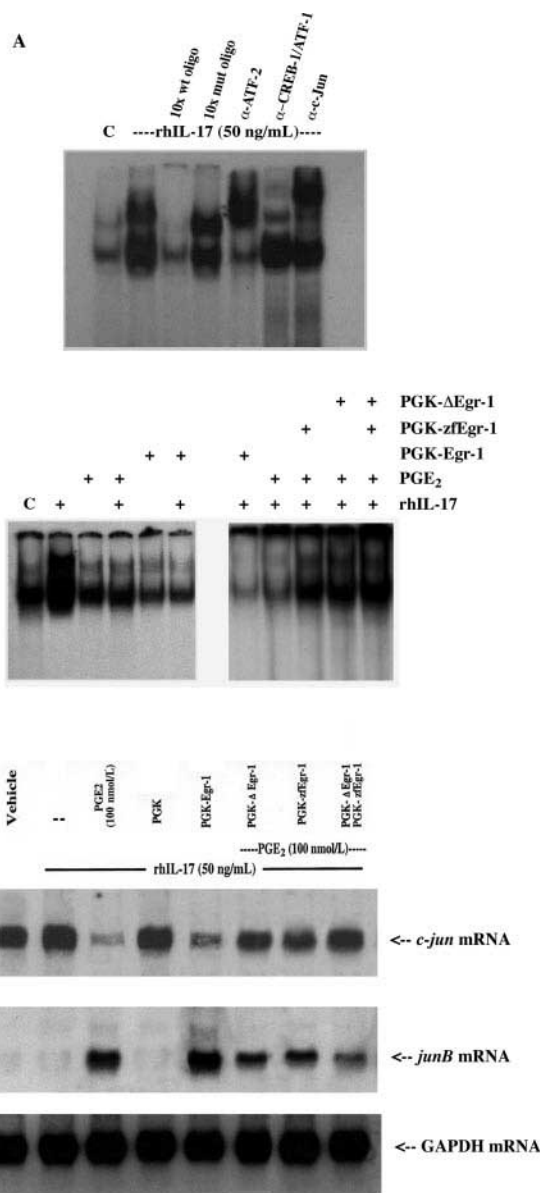 A
10x wt oligo
10x mut oligo
α-ATF-2
α-CREB-1/ATF-1
α-c-Jun
C ----rhIL-17 (50 ng/mL)----
+ + PGK-ΔEgr-1
+ + PGK-zfEgr-1
+ + + PGK-Egr-1
+ + + + + + PGE2
C + + + + + + + + rhIL-17
Vehicle
--
PGE2
(100 nmol/L)
PGK
PGK-Egr-1
PGK-Δ Egr-1
PGK-zfEgr-1
PGK- ΔEgr-1
PGK- zfEgr-1
-----PGE2 (100 nmol/L)-----
rhIL-17 (50 ng/mL)
<-- c-jun mRNA
<-- junB mRNA
<-- GAPDH mRNA